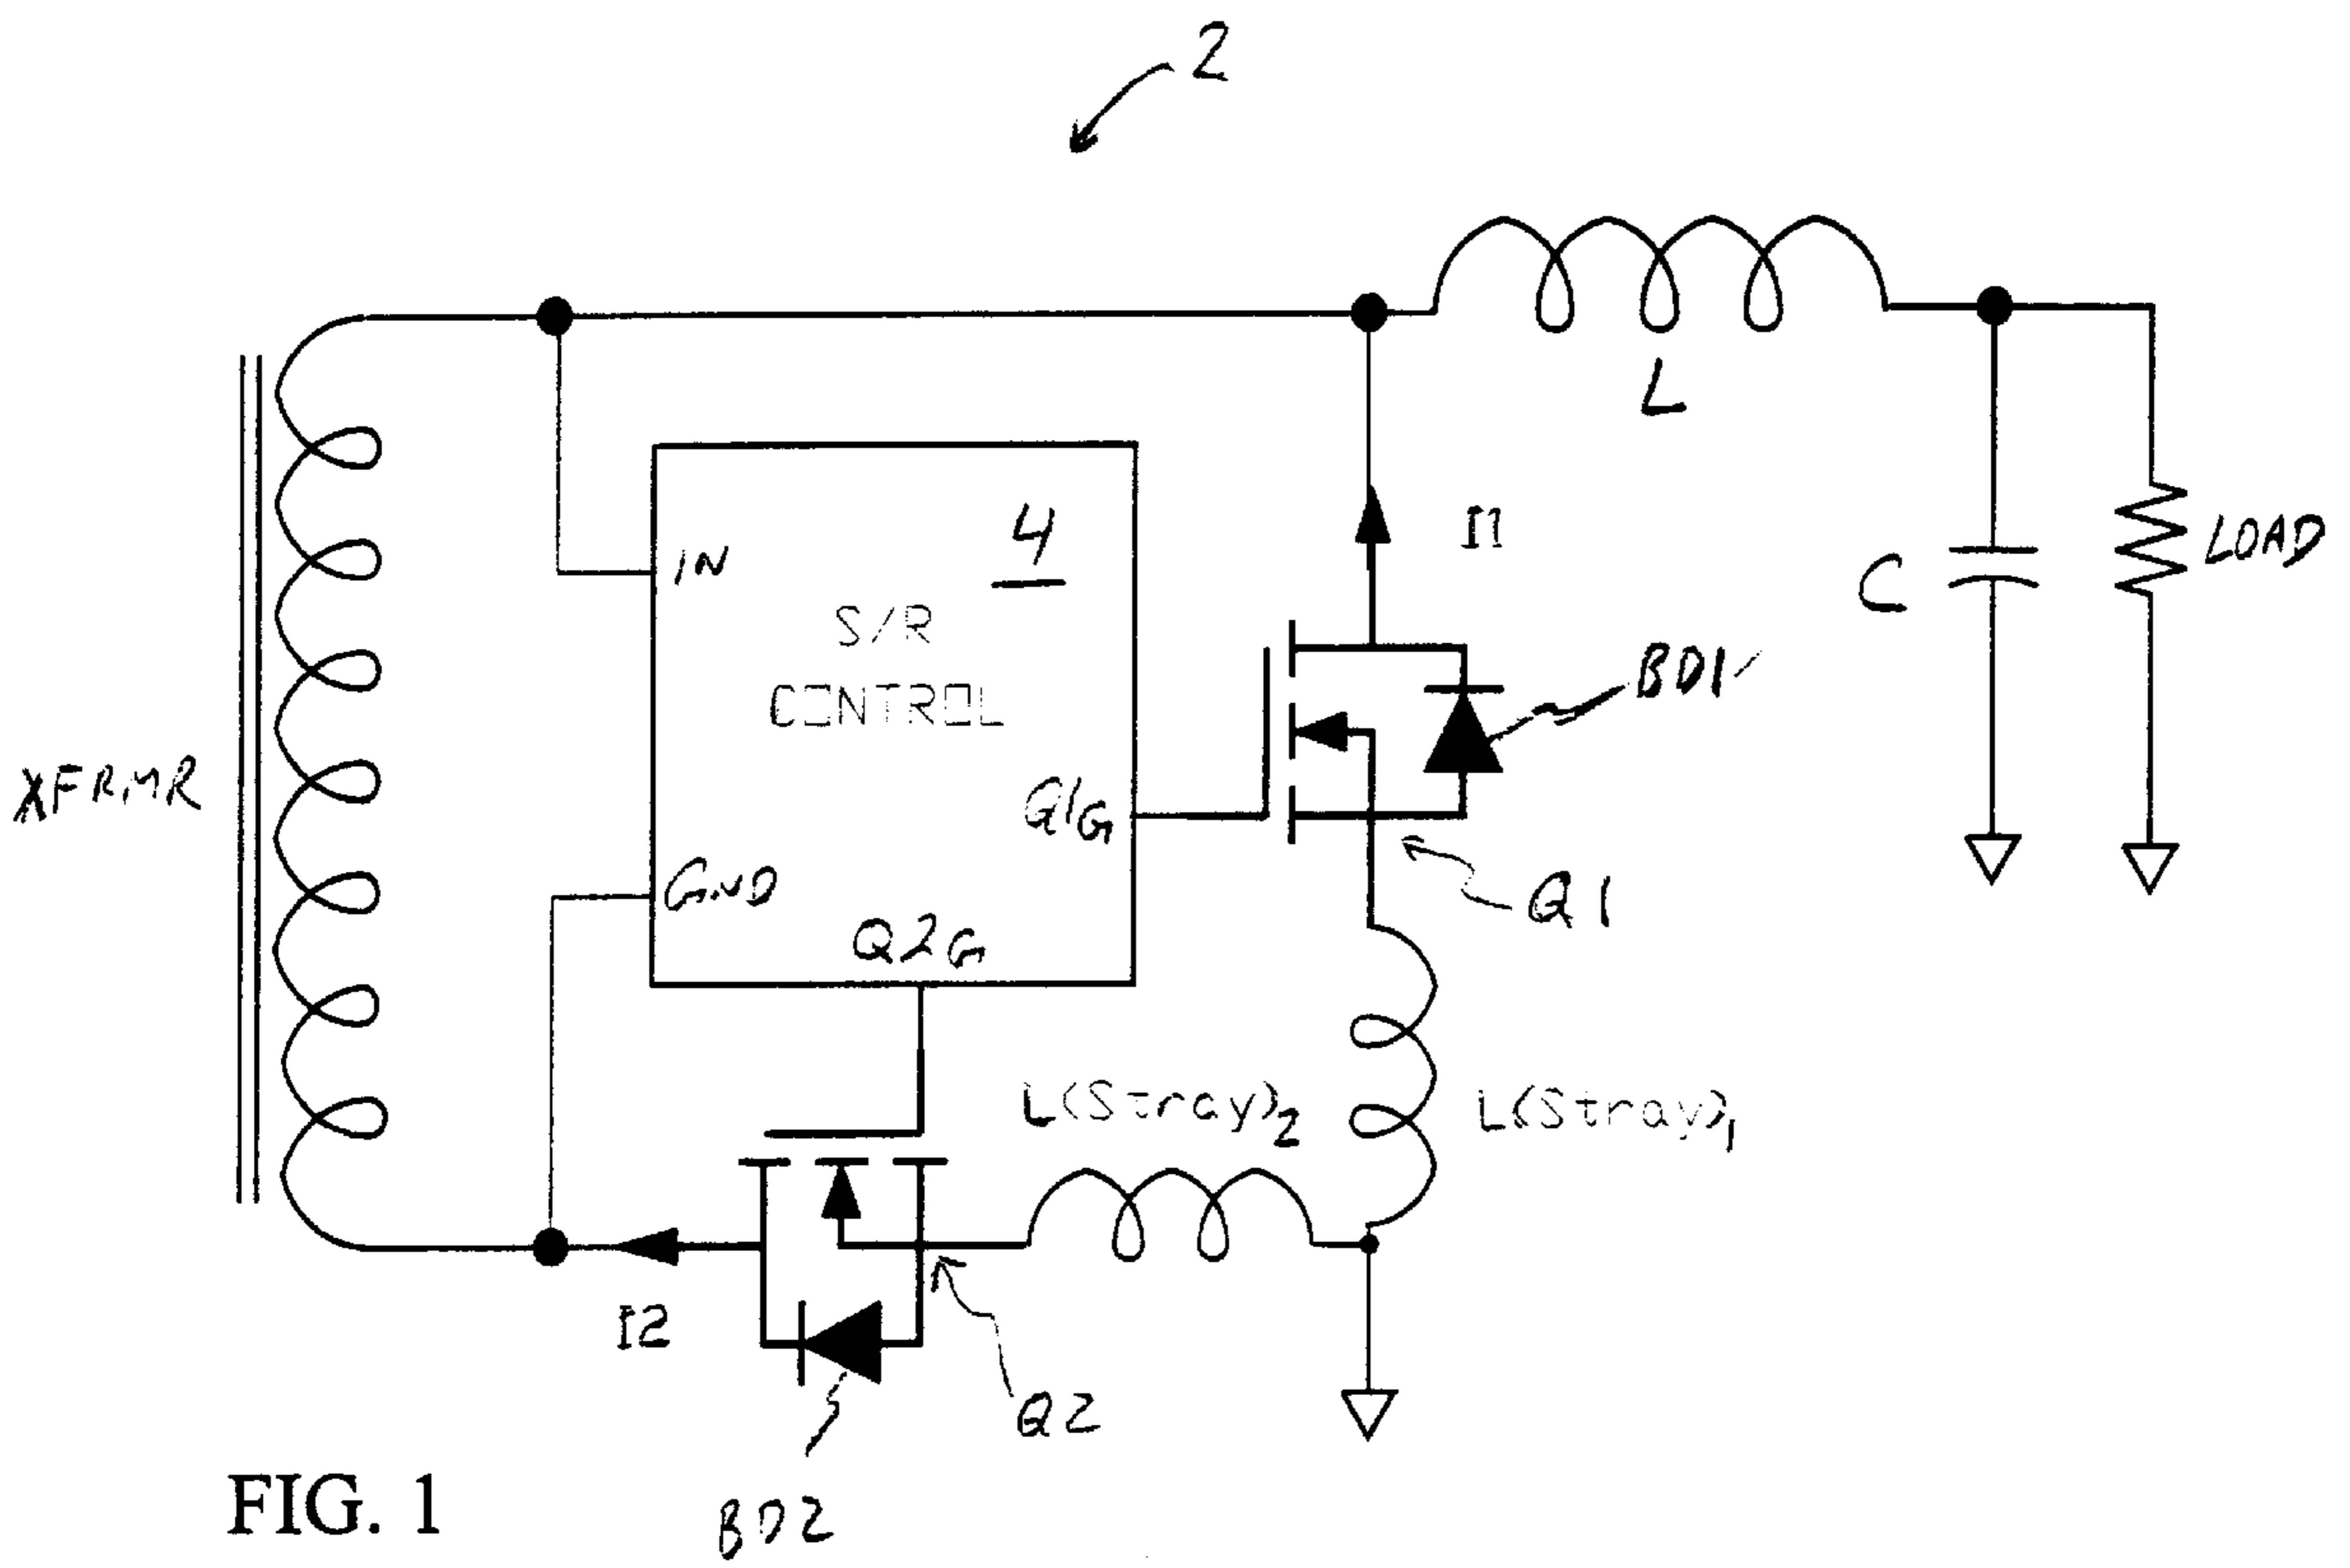 2
L
I1
LOAD
C
4
IN
S/R
CONTROL
BD1
XFRMR
Q1G
GND
Q1
Q2G
L(Stray)2
L(Stray)1
I2
Q2
BD2
FIG. 1